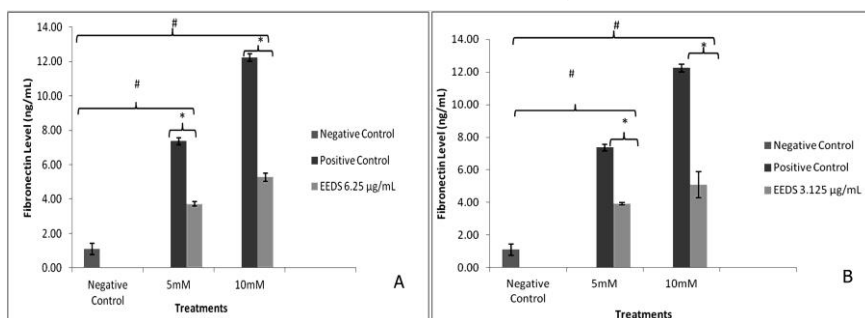 #
14.00
#
*
12.00
10.00
#
8.00
*
6.00
4.00
2.00
0.00
Fibronectin Level (ng/mL)
Negative Control
Positive Control
EEDS 6.25 µg/mL
Negative
Control
5mM
10mM
Treatments
A
#
14.00
*
12.00
#
10.00
*
8.00
6.00
4.00
2.00
0.00
Fibronectin Level (ng/mL)
Negative Control
Positive Control
EEDS 3.125 µg/mL
Negative
Control
5mM
10mM
Treatments
B